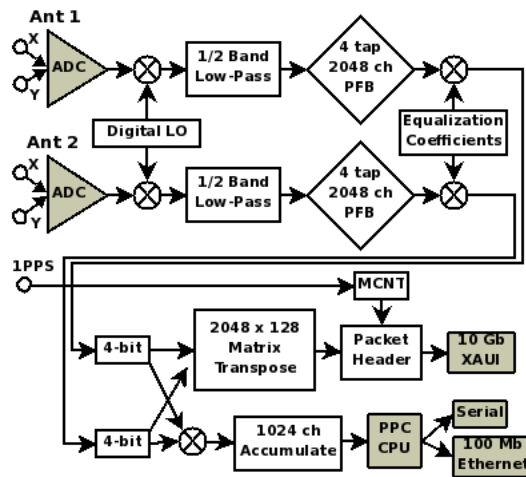 Ant 1
X
Y
ADC
1/2 Band
Low-Pass
4 tap
2048 ch
PFB
Digital LO
Equalization
Coefficients
Ant 2
X
Y
ADC
1/2 Band
Low-Pass
4 tap
2048 ch
PFB
1PPS
MCNT
4-bit
2048 x 128
Matrix
Transpose
Packet
Header
10 Gb
XAUI
4-bit
1024 ch
Accumulate
PPC
CPU
Serial
100 Mb
Ethernet